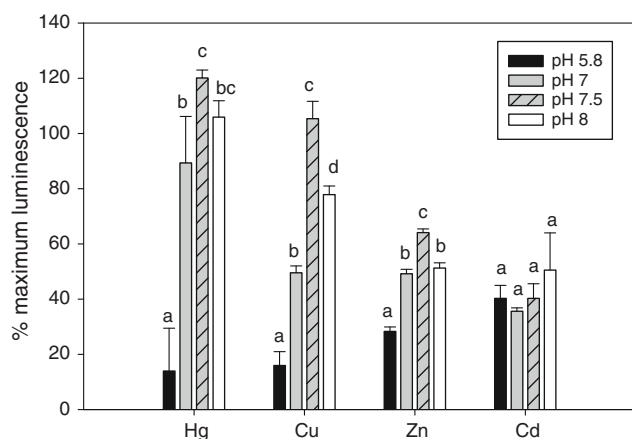 140
120
100
80
60
40
20
0
% maximum luminescence
pH 5.8
pH 7
pH 7.5
pH 8
a b c bc
a b c d
a b c b
a a a a
Hg Cu Zn Cd